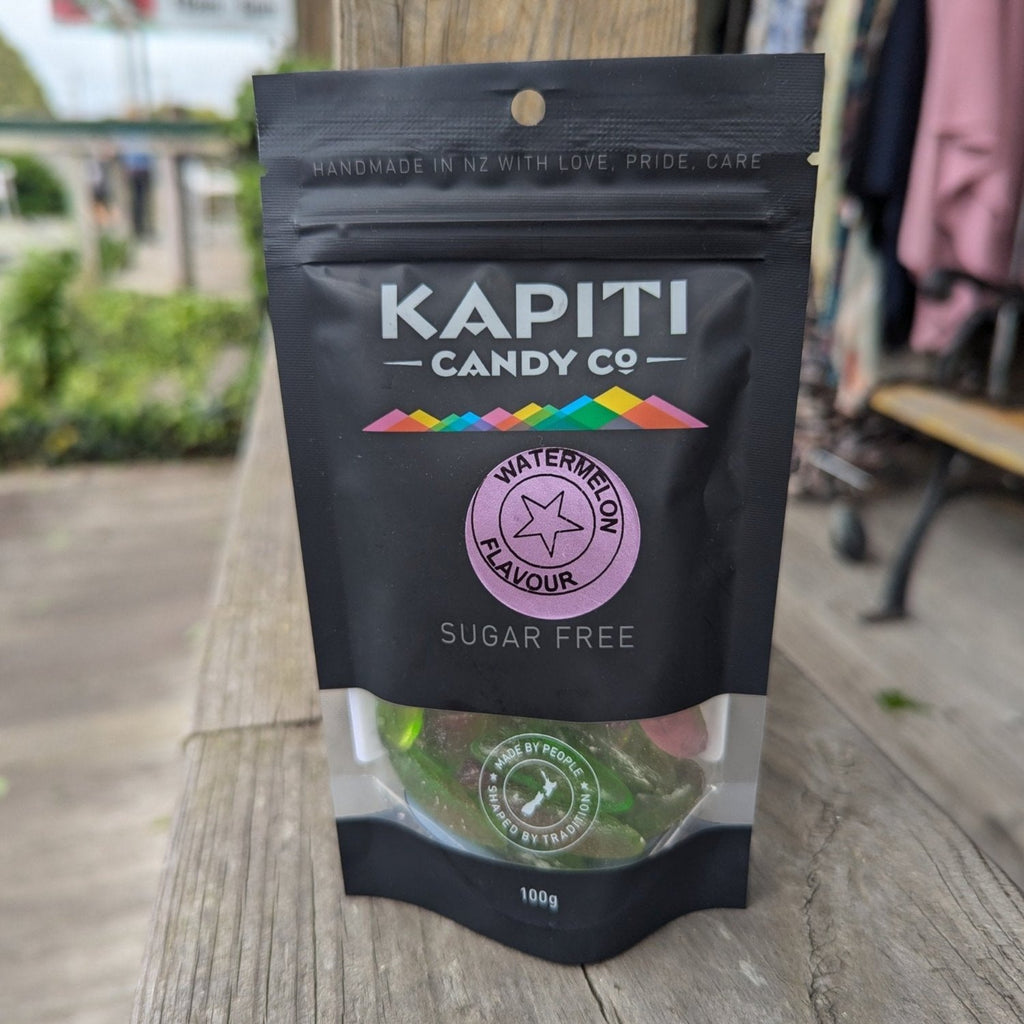 HANDMADE IN NZ WITH LOVE, PRIDE, CARE
KAPITI
CANDY Co
WATERMELON
FLAVOUR
SUGAR FREE
MADE BY PEOPLE
SHAPED BY TRADITION
100g